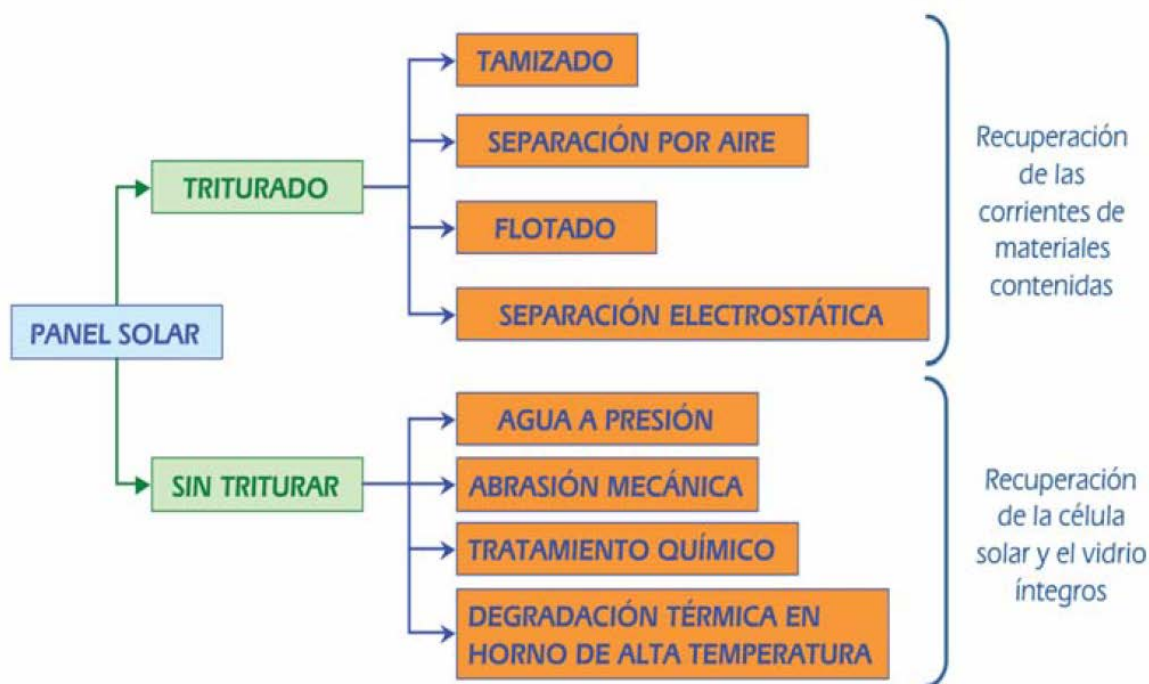 PANEL SOLAR
TRITURADO
TAMIZADO
SEPARACIÓN POR AIRE
FLOTADO
SEPARACIÓN ELECTROSTÁTICA
Recuperación
de las
corrientes de
materiales
contenidas
SIN TRITURAR
AGUA A PRESIÓN
ABRASIÓN MECÁNICA
TRATAMIENTO QUÍMICO
DEGRADACIÓN TÉRMICA EN
HORNO DE ALTA TEMPERATURA
Recuperación
de la célula
solar y el vidrio
íntegros